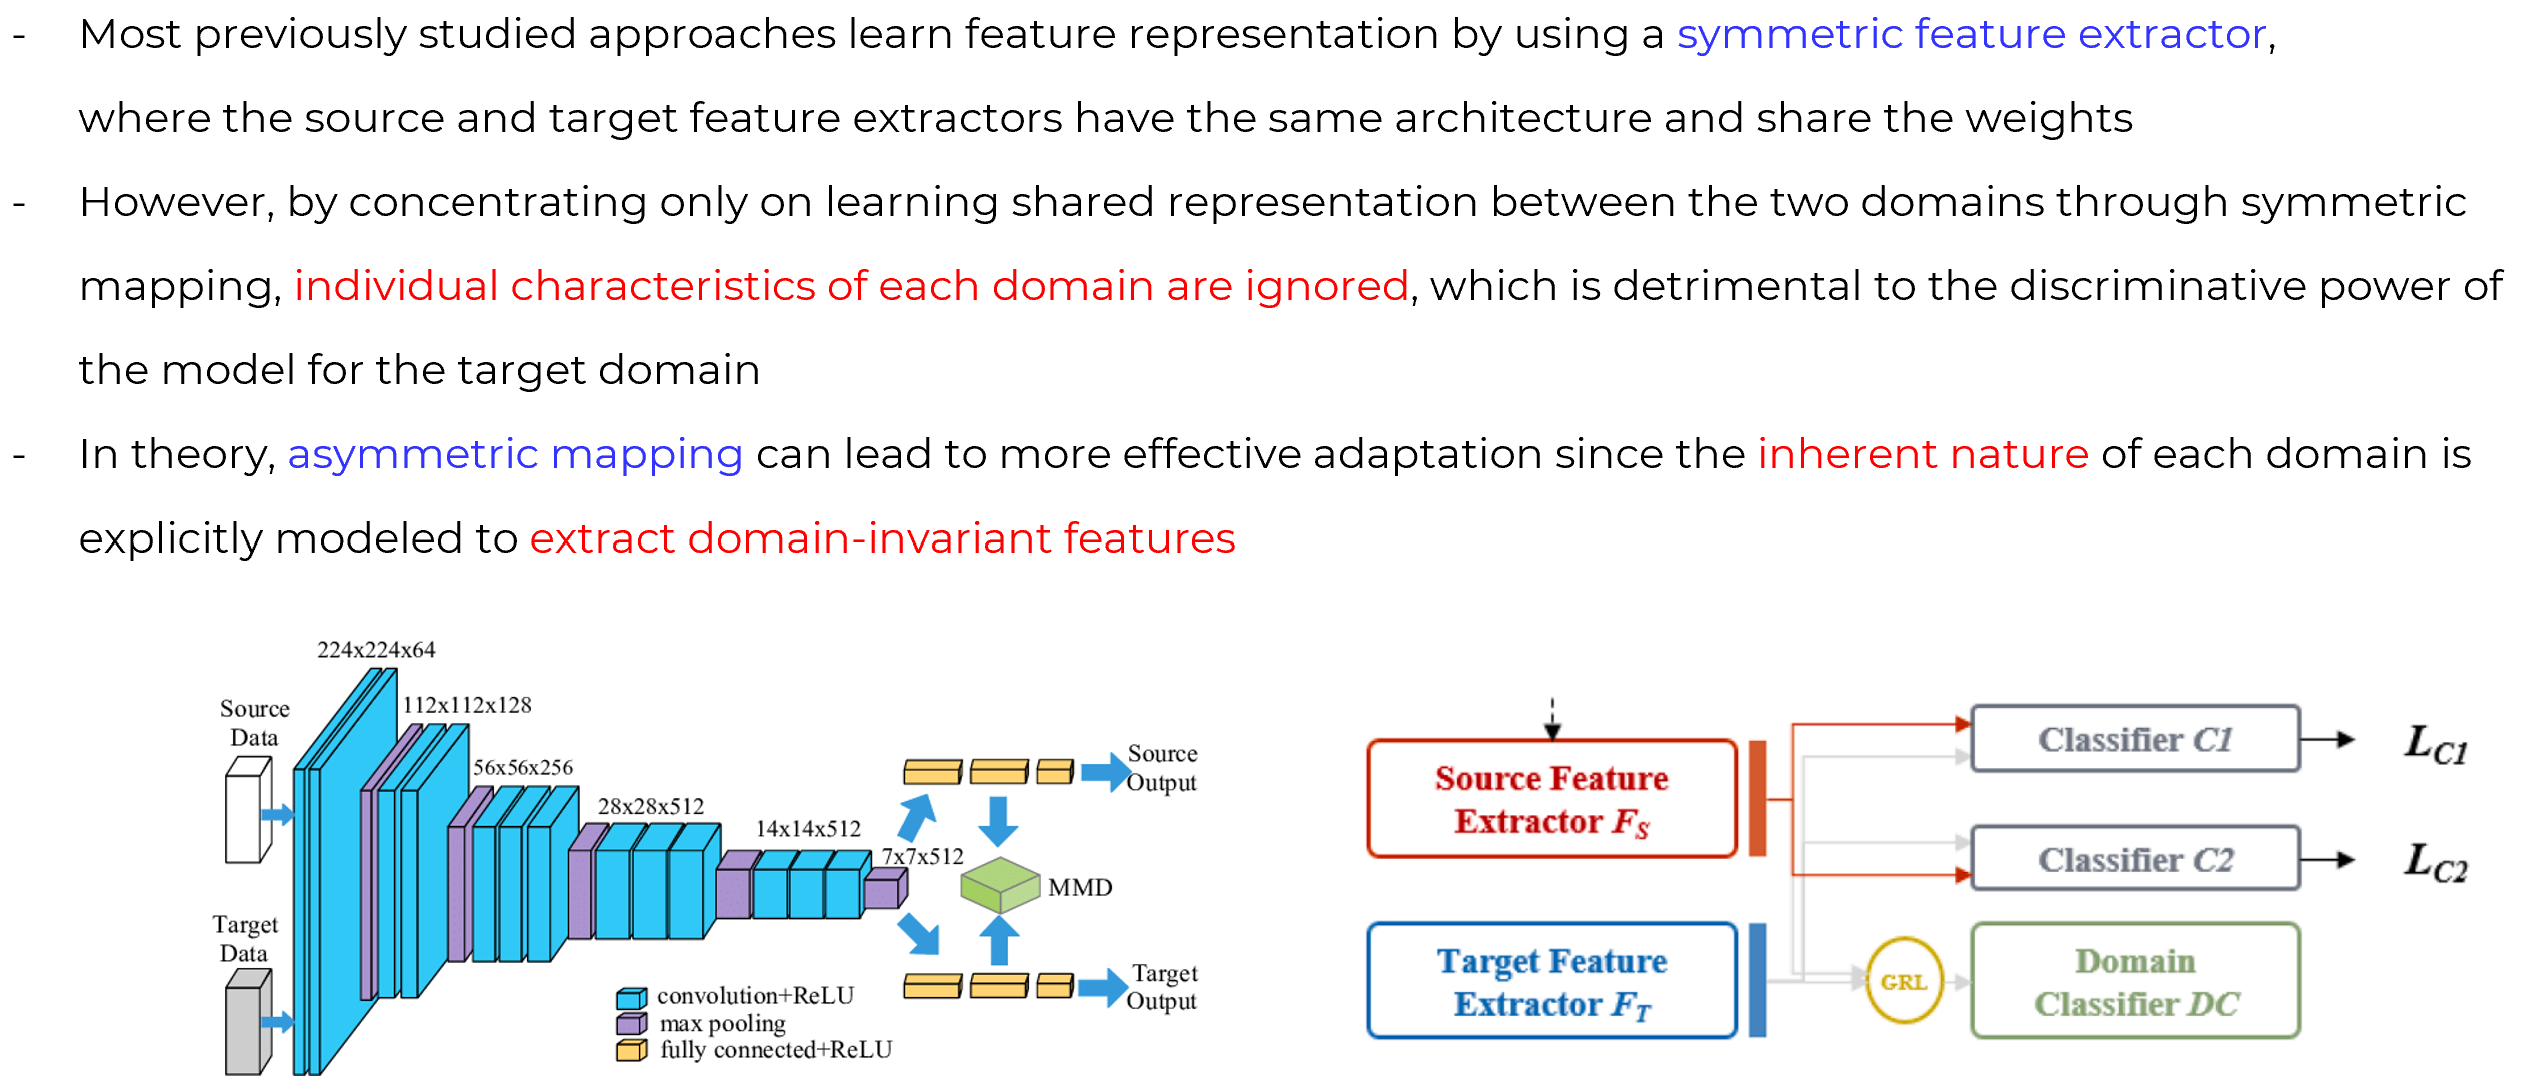 - Most previously studied approaches learn feature representation by using a symmetric feature extractor,
where the source and target feature extractors have the same architecture and share the weights
- However, by concentrating only on learning shared representation between the two domains through symmetric
mapping, individual characteristics of each domain are ignored, which is detrimental to the discriminative power of
the model for the target domain
- In theory, asymmetric mapping can lead to more effective adaptation since the inherent nature of each domain is
explicitly modeled to extract domain-invariant features
224x224x64
Source
Data
112x112x128
56x56x256
28x28x512
14x14x512
7x7x512
Source
Output
MMD
Target
Data
Target
Output
convolution+ReLU
max pooling
fully connected+ReLU
Source Feature
Extractor F_S
Target Feature
Extractor F_T
Classifier C1
L_C1
Classifier C2
L_C2
GRL
Domain
Classifier DC